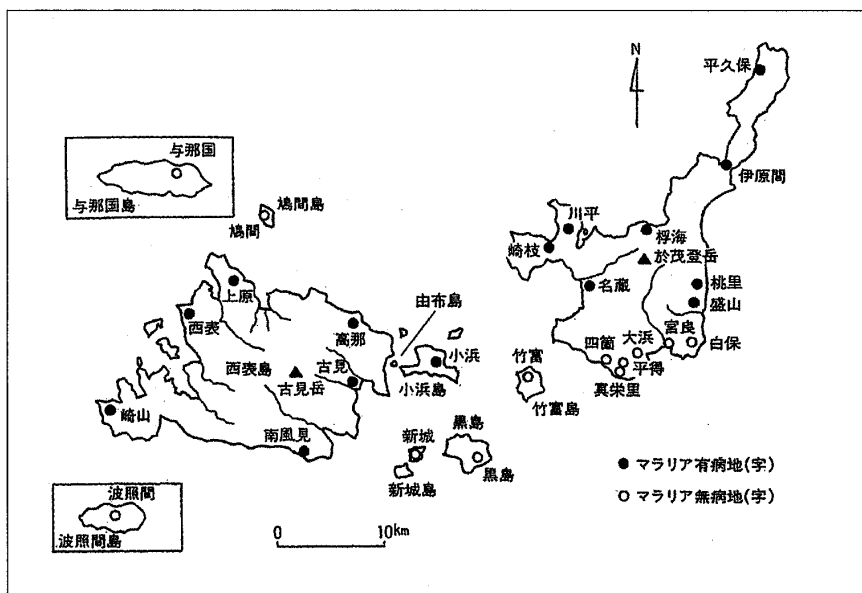 N
平久保
与那国
与那国島
伊原間
鳩間島
鳩間
川平
桴海
崎枝
於茂登岳
上原
名蔵
桃里
由布島
盛山
西表
高那
大浜
宮良
四箇
白保
小浜
竹富
西表島
古見
平得
古見岳
小浜島
真栄里
竹富島
崎山
黒島
新城
南風見
マラリア有病地(字)
黒島
新城島
波照間
マラリア無病地(字)
波照間島
0
10km